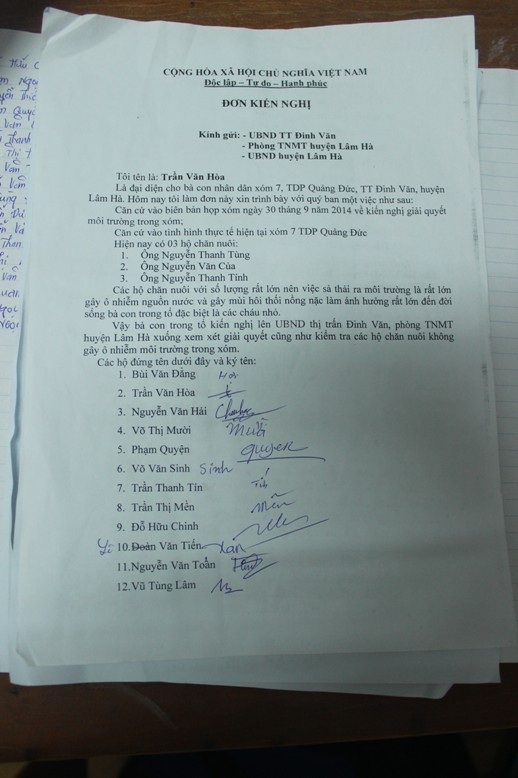 CỘNG HÒA XÃ HỘI CHỦ NGHĨA VIỆT NAM
Độc lập – Tự do – Hạnh phúc
ĐƠN KIẾN NGHỊ
Kính gửi: - UBND TT Đinh Văn
- Phòng TNMT huyện Lâm Hà
- UBND huyện Lâm Hà
Tôi tên là: Trần Văn Hòa
Là đại diện cho bà con nhân dân xóm 7, TDP Quảng Đức, TT Đinh Văn, huyện
Lâm Hà. Hôm nay tôi làm đơn này xin trình bày với quý ban một việc như sau:
Căn cứ vào biên bản họp xóm ngày 30 tháng 9 năm 2014 về kiến nghị giải quyết
môi trường trong xóm;
Căn cứ vào tình hình thực tế hiện tại xóm 7 TDP Quảng Đức
Hiện nay có 03 hộ chăn nuôi:
1. Ông Nguyễn Thanh Tùng
2. Ông Nguyễn Văn Của
3. Ông Nguyễn Thanh Tính
Các hộ chăn nuôi với số lượng rất lớn nên việc sả thải ra môi trường là rất lớn
gây ô nhiễm nguồn nước và gây mùi hôi thối nồng nặc làm ảnh hưởng rất lớn đến đời
sống bà con trong tổ đặc biệt là các cháu nhỏ.
Vậy bà con trong tổ kiến nghị lên UBND thị trấn Đinh Văn, phòng TNMT
huyện Lâm Hà xuống xem xét giải quyết cũng như kiểm tra các hộ chăn nuôi không
gây ô nhiễm môi trường trong xóm.
Các hộ đứng tên dưới đây và ký tên:
1. Bùi Văn Đăng
2. Trần Văn Hòa
3. Nguyễn Văn Hải
4. Võ Thị Mười Mười
5. Phạm Quyện quyen
6. Võ Văn Sinh Sinh
7. Trần Thanh Tín
8. Trần Thị Mến mến
9. Đỗ Hữu Chinh
10. Đoàn Văn Tiến
11. Nguyễn Văn Toản
12. Vũ Tùng Lâm